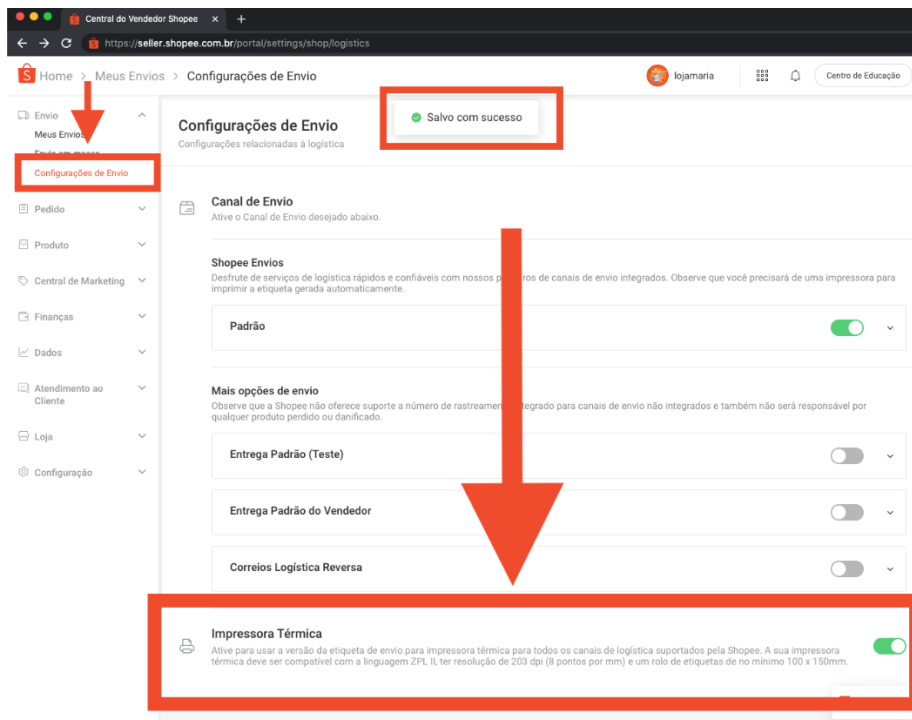 Central do Vendedor Shopee
https://seller.shopee.com.br/portal/settings/shop/logistics
Home > Meus Envios > Configurações de Envio
lojamaria
Centro de Educação
Envio
Meus Envios
Envio em massa
Configurações de Envio
Pedido
Produto
Central de Marketing
Finanças
Dados
Atendimento ao
Cliente
Loja
Configuração
Salvo com sucesso
Configurações de Envio
Configurações relacionadas à logística
Canal de Envio
Ative o Canal de Envio desejado abaixo.
Shopee Envios
Desfrute de serviços de logística rápidos e confiáveis com nossos de canais de envio integrados. Observe que você precisará de uma impressora para
imprimir a etiqueta gerada automaticamente.
Padrão
Mais opções de envio
Observe que a Shopee não oferece suporte a número de rastreamento integrado para canais de envio não integrados e também não será responsável por
qualquer produto perdido ou danificado.
Entrega Padrão (Teste)
Entrega Padrão do Vendedor
Correios Logística Reversa
Impressora Térmica
Ative para usar a versão da etiqueta de envio para impressora térmica para todos os canais de logística suportados pela Shopee. A sua impressora
térmica deve ser compatível com a linguagem ZPL II, ter resolução de 203 dpi (8 pontos por mm) e um rolo de etiquetas de no mínimo 100 x 150mm.